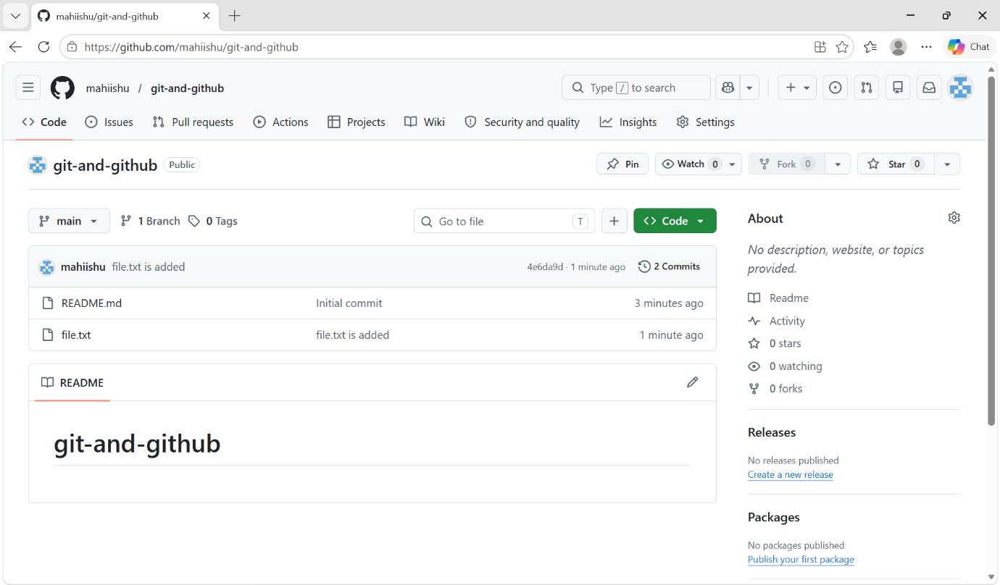 mahiishu/git-and-github
https://github.com/mahiishu/git-and-github
Chat
mahiishu / git-and-github
Type / to search
Code Issues Pull requests Actions Projects Wiki Security and quality Insights Settings
git-and-github Public
Pin Watch 0 Fork 0 Star 0
main 1 Branch 0 Tags
Go to file T
Code
About
No description, website, or topics
provided.
mahiishu file.txt is added 4e6da9d · 1 minute ago 2 Commits
README.md Initial commit 3 minutes ago
file.txt file.txt is added 1 minute ago
README
git-and-github
Readme
Activity
0 stars
0 watching
0 forks
Releases
No releases published
Create a new release
Packages
No packages published
Publish your first package